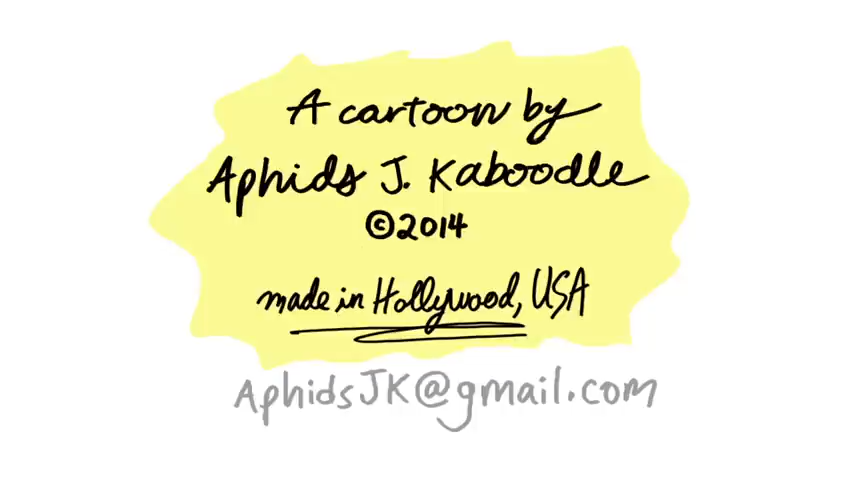 A cartoon by
Aphids J. Kaboodle
©2014
made in Hollywood, USA
AphidsJK@gmail.com